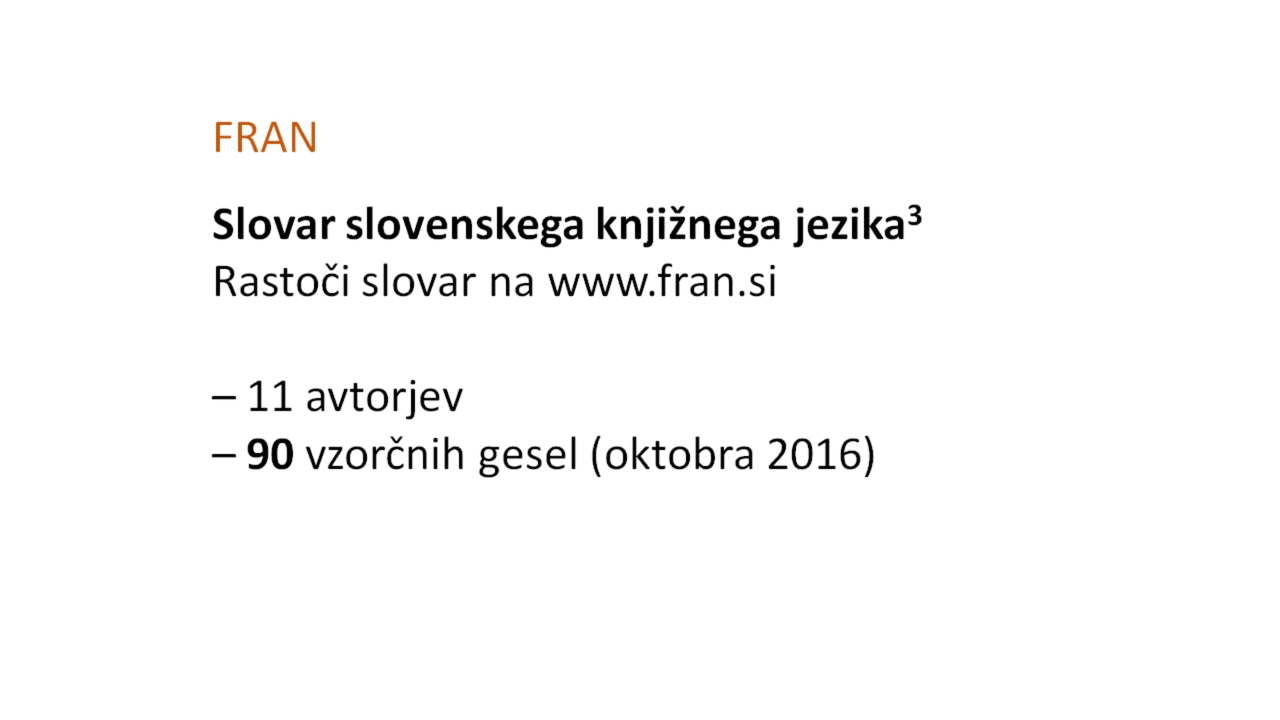 FRAN
Slovar slovenskega knjižnega jezika³
Rastoči slovar na www.fran.si
– 11 avtorjev
– 90 vzorčnih gesel (oktobra 2016)